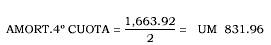 AMORT.4º CUOTA = 1,663.92 / 2 = UM 831.96